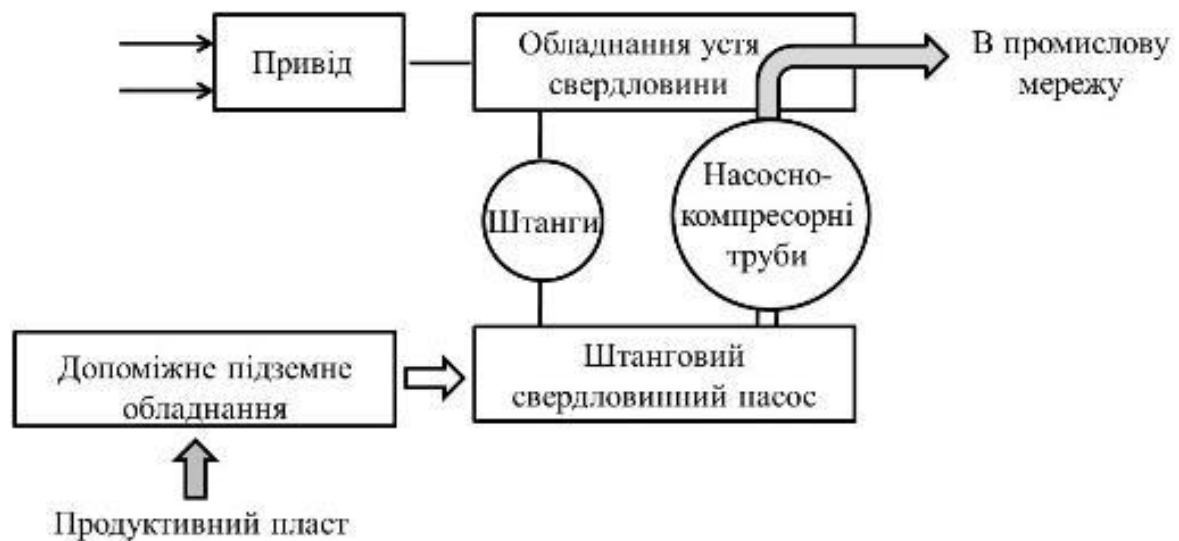 Привід
Обладнання устя
свердловини
В промислову
мережу
Штанги
Насосно-
компресорні
труби
Допоміжне підземне
обладнання
Штанговий
свердловинний насос
Продуктивний пласт